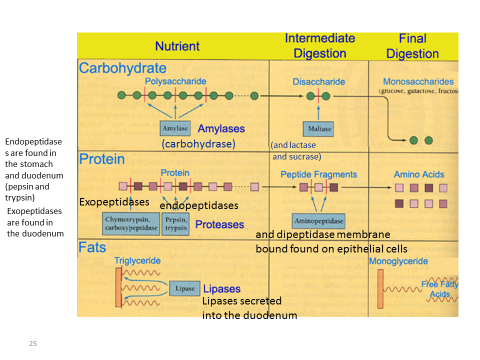 Nutrient
Intermediate
Digestion
Final
Digestion
Carbohydrate
Polysaccharide
Disaccharide
Monosaccharides
(glucose, galactose, fructos
Amylase
Amylases
(carbohydrase)
Maltase
(and lactase
and sucrase)
Endopeptidase
s are found in
the stomach
and duodenum
(pepsin and
trypsin)
Exopeptidases
are found in
the duodenum
Protein
Protein
Peptide Fragments
Amino Acids
Exopeptidases
endopeptidases
Chymotrypsin,
carboxypeptidase
Pepsin,
trypsin
Proteases
Aminopeptidase
and dipeptidase membrane
bound found on epithelial cells
Fats
Triglyceride
Monoglyceride
Lipase
Lipases
Lipases secreted
into the duodenum
Free Fatty
Acids
25